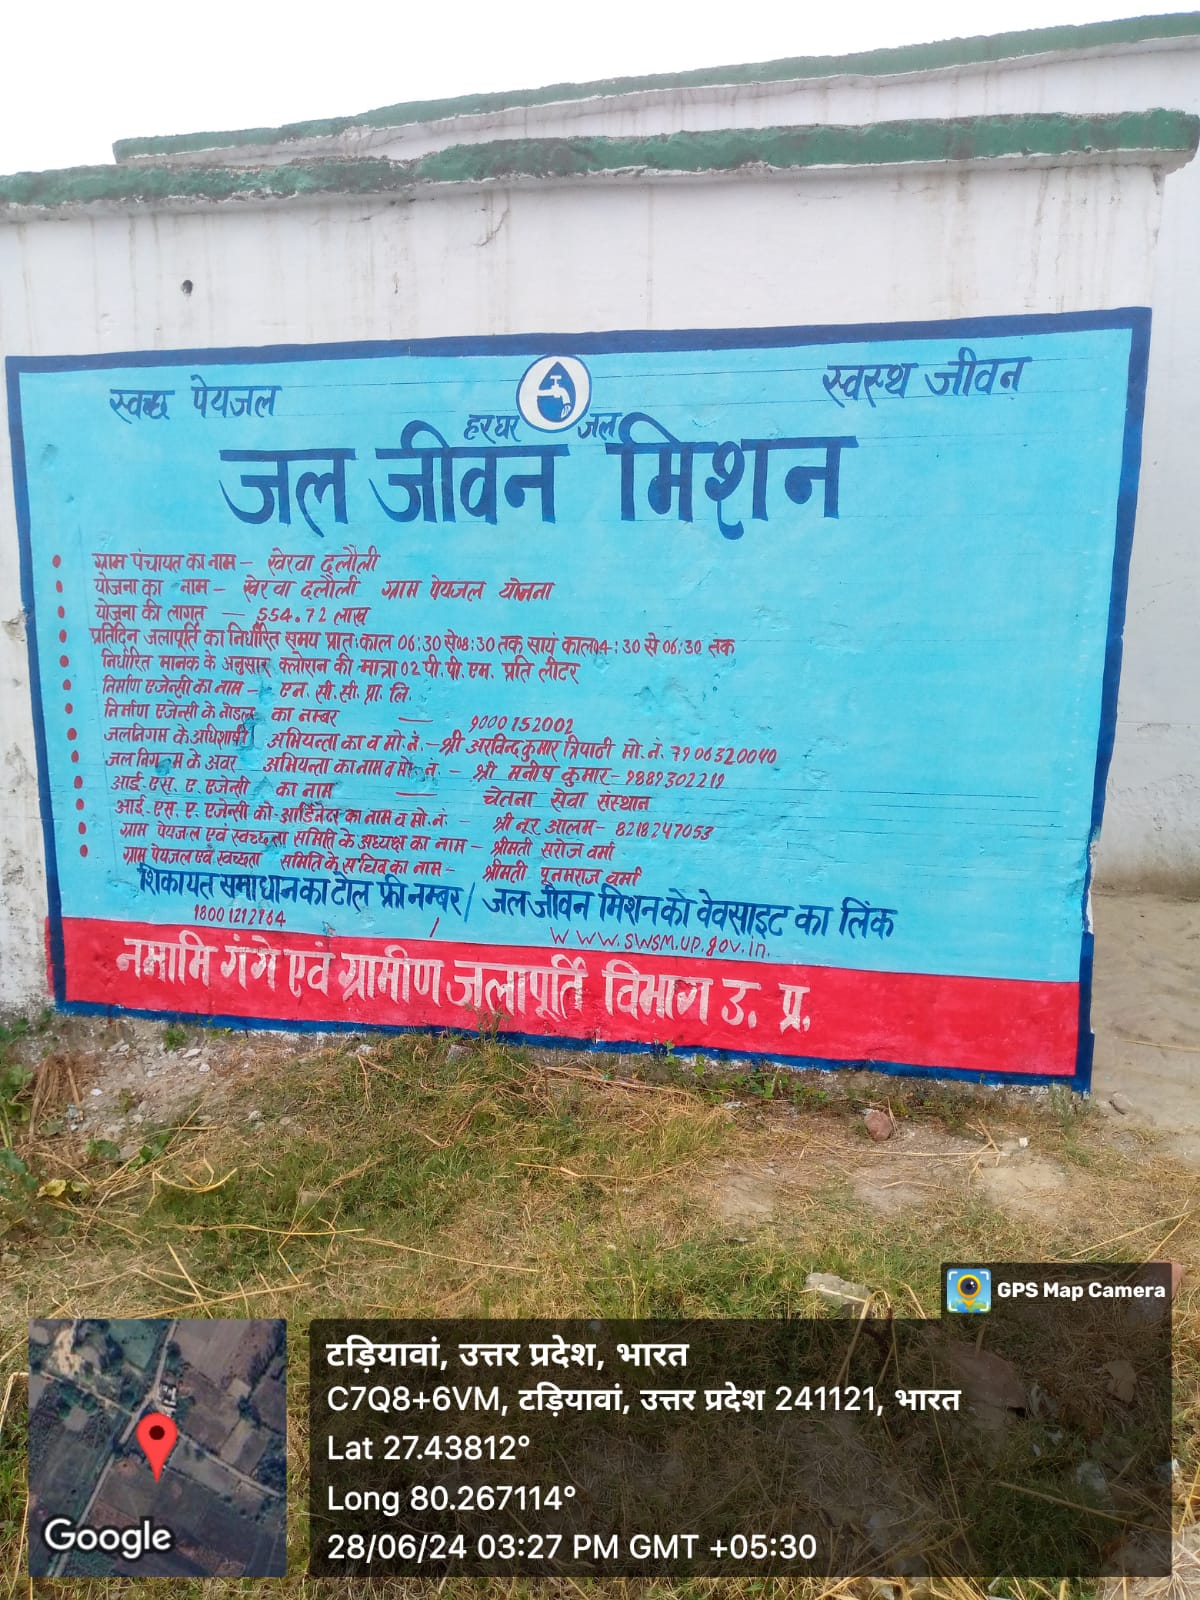 स्वच्छ पेयजल
स्वस्थ जीवन
हर घर जल
जल जीवन मिशन
ग्राम पंचायत का नाम – खेरवा दलौली
योजना का नाम – खेरवा दलौली ग्राम पेयजल योजना
योजना की लागत – 554.72 लाख
प्रतिदिन जलापूर्ति का निर्धारित समय प्रातः काल 06:30 से 08:30 तक सायं काल 04:30 से 06:30 तक
निर्धारित मानक के अनुसार क्लोरान की मात्रा 02 पी.पी.एम. प्रति लीटर
निर्माण एजेन्सी का नाम – एन. सी.सी. प्रा. लि.
निर्माण एजेन्सी के नोडल का नम्बर – 9000152002
जलनिगम के अधिशाषी अभियन्ता का व मो.नं. – श्री अरविन्द कुमार त्रिपाठी मो.नं. 7906320040
जल निगम के अवर अभियन्ता का नाम व मो. नं. – श्री मनीष कुमार – 9889302219
आई.एस.ए. एजेन्सी का नाम – चेतना सेवा संस्थान
आई.एस.ए. एजेन्सी को-आर्डिनेटर का नाम व मो.नं. – श्री नूर आलम – 8218247053
ग्राम पेयजल एवं स्वच्छता समिति के अध्यक्ष का नाम – श्रीमती सरोज वर्मा
ग्राम पेयजल एवं स्वच्छता समिति के सचिव का नाम – श्रीमती पूनमराज वर्मा
शिकायत समाधान का टोल फ्री नम्बर / जल जीवन मिशन को वेवसाइट का लिंक
18001212164 / www.swsm.up.gov.in.
नमामि गंगे एवं ग्रामीण जलापूर्ति विभाग उ. प्र.
GPS Map Camera
टड़ियावां, उत्तर प्रदेश, भारत
C7Q8+6VM, टड़ियावां, उत्तर प्रदेश 241121, भारत
Lat 27.43812°
Long 80.267114°
28/06/24 03:27 PM GMT +05:30
Google